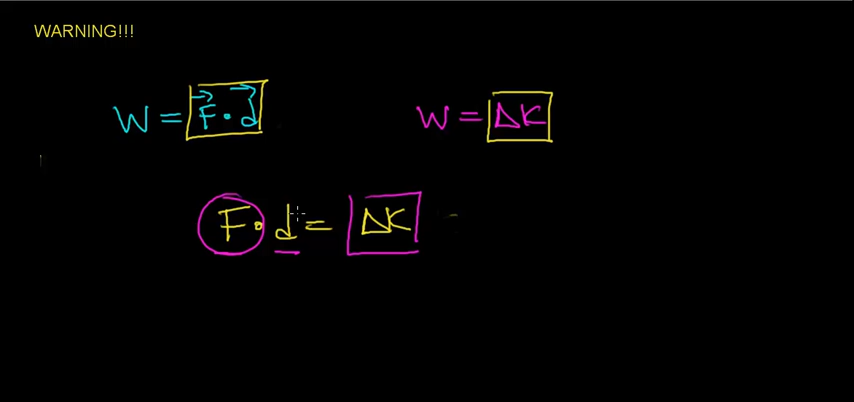 WARNING!!!
W = F⃗ · d⃗ W = ΔK
F · d = ΔK